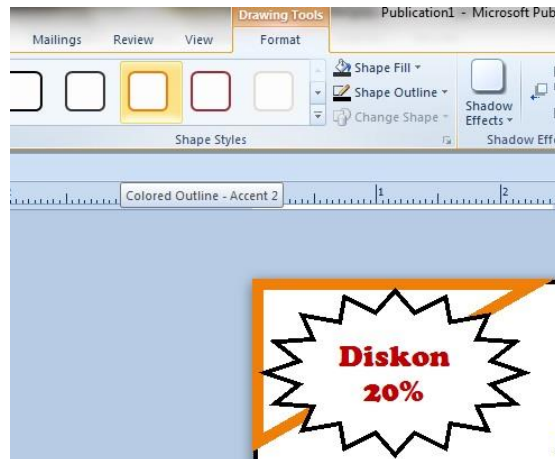 Drawing Tools Publication1 - Microsoft Pub
Mailings Review View Format
Shape Fill
Shape Outline
Change Shape
Shadow
Effects
Shape Styles
Shadow Eff
Colored Outline - Accent 2
1 2
Diskon
20%